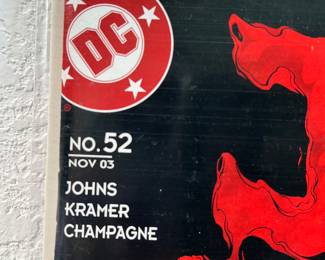 DC
NO. 52
NOV 03
JOHNS
KRAMER
CHAMPAGNE